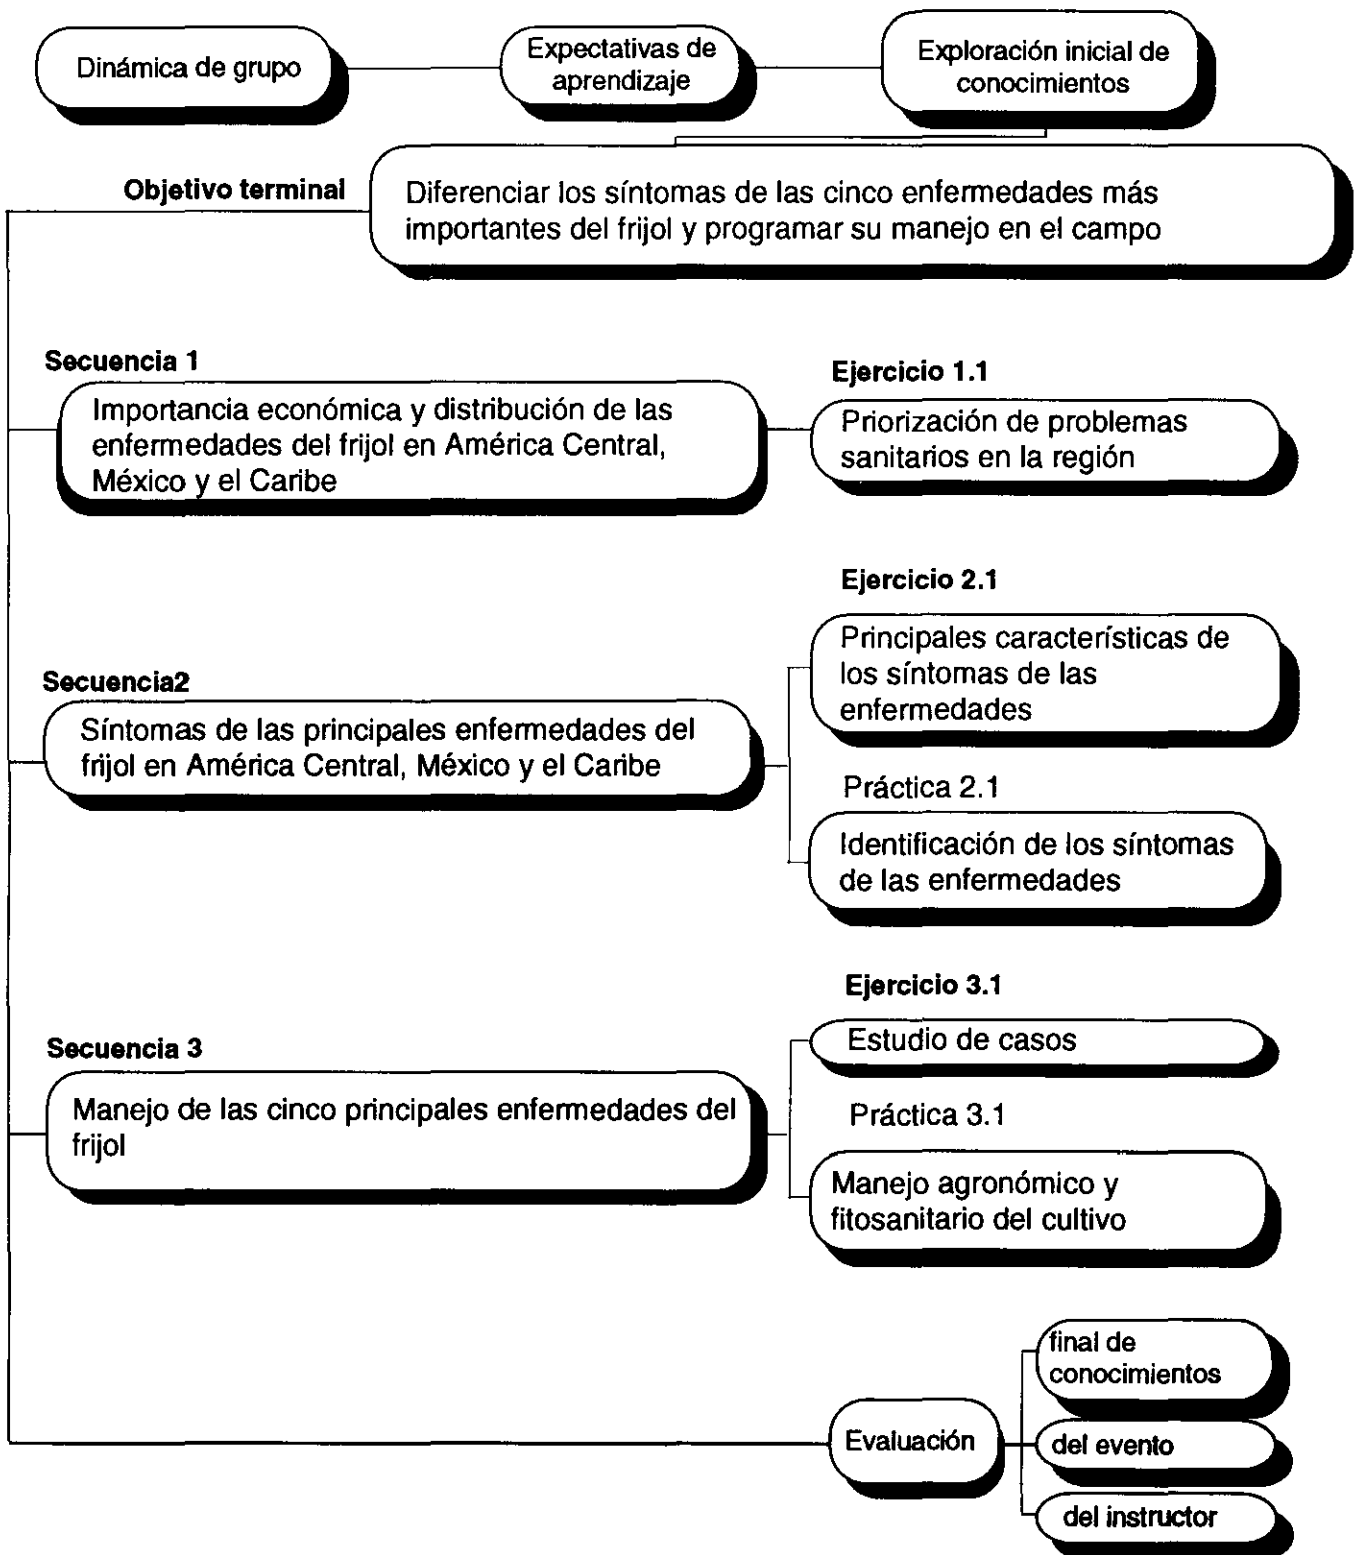 Dinámica de grupo
Expectativas de
aprendizaje
Exploración inicial de
conocimientos
Objetivo terminal
Diferenciar los síntomas de las cinco enfermedades más
importantes del frijol y programar su manejo en el campo
Secuencia 1
Importancia económica y distribución de las
enfermedades del frijol en América Central,
México y el Caribe
Ejercicio 1.1
Priorización de problemas
sanitarios en la región
Secuencia2
Síntomas de las principales enfermedades del
frijol en América Central, México y el Caribe
Ejercicio 2.1
Principales características de
los síntomas de las
enfermedades
Práctica 2.1
Identificación de los síntomas
de las enfermedades
Secuencia 3
Manejo de las cinco principales enfermedades del
frijol
Ejercicio 3.1
Estudio de casos
Práctica 3.1
Manejo agronómico y
fitosanitario del cultivo
Evaluación
final de
conocimientos
del evento
del instructor